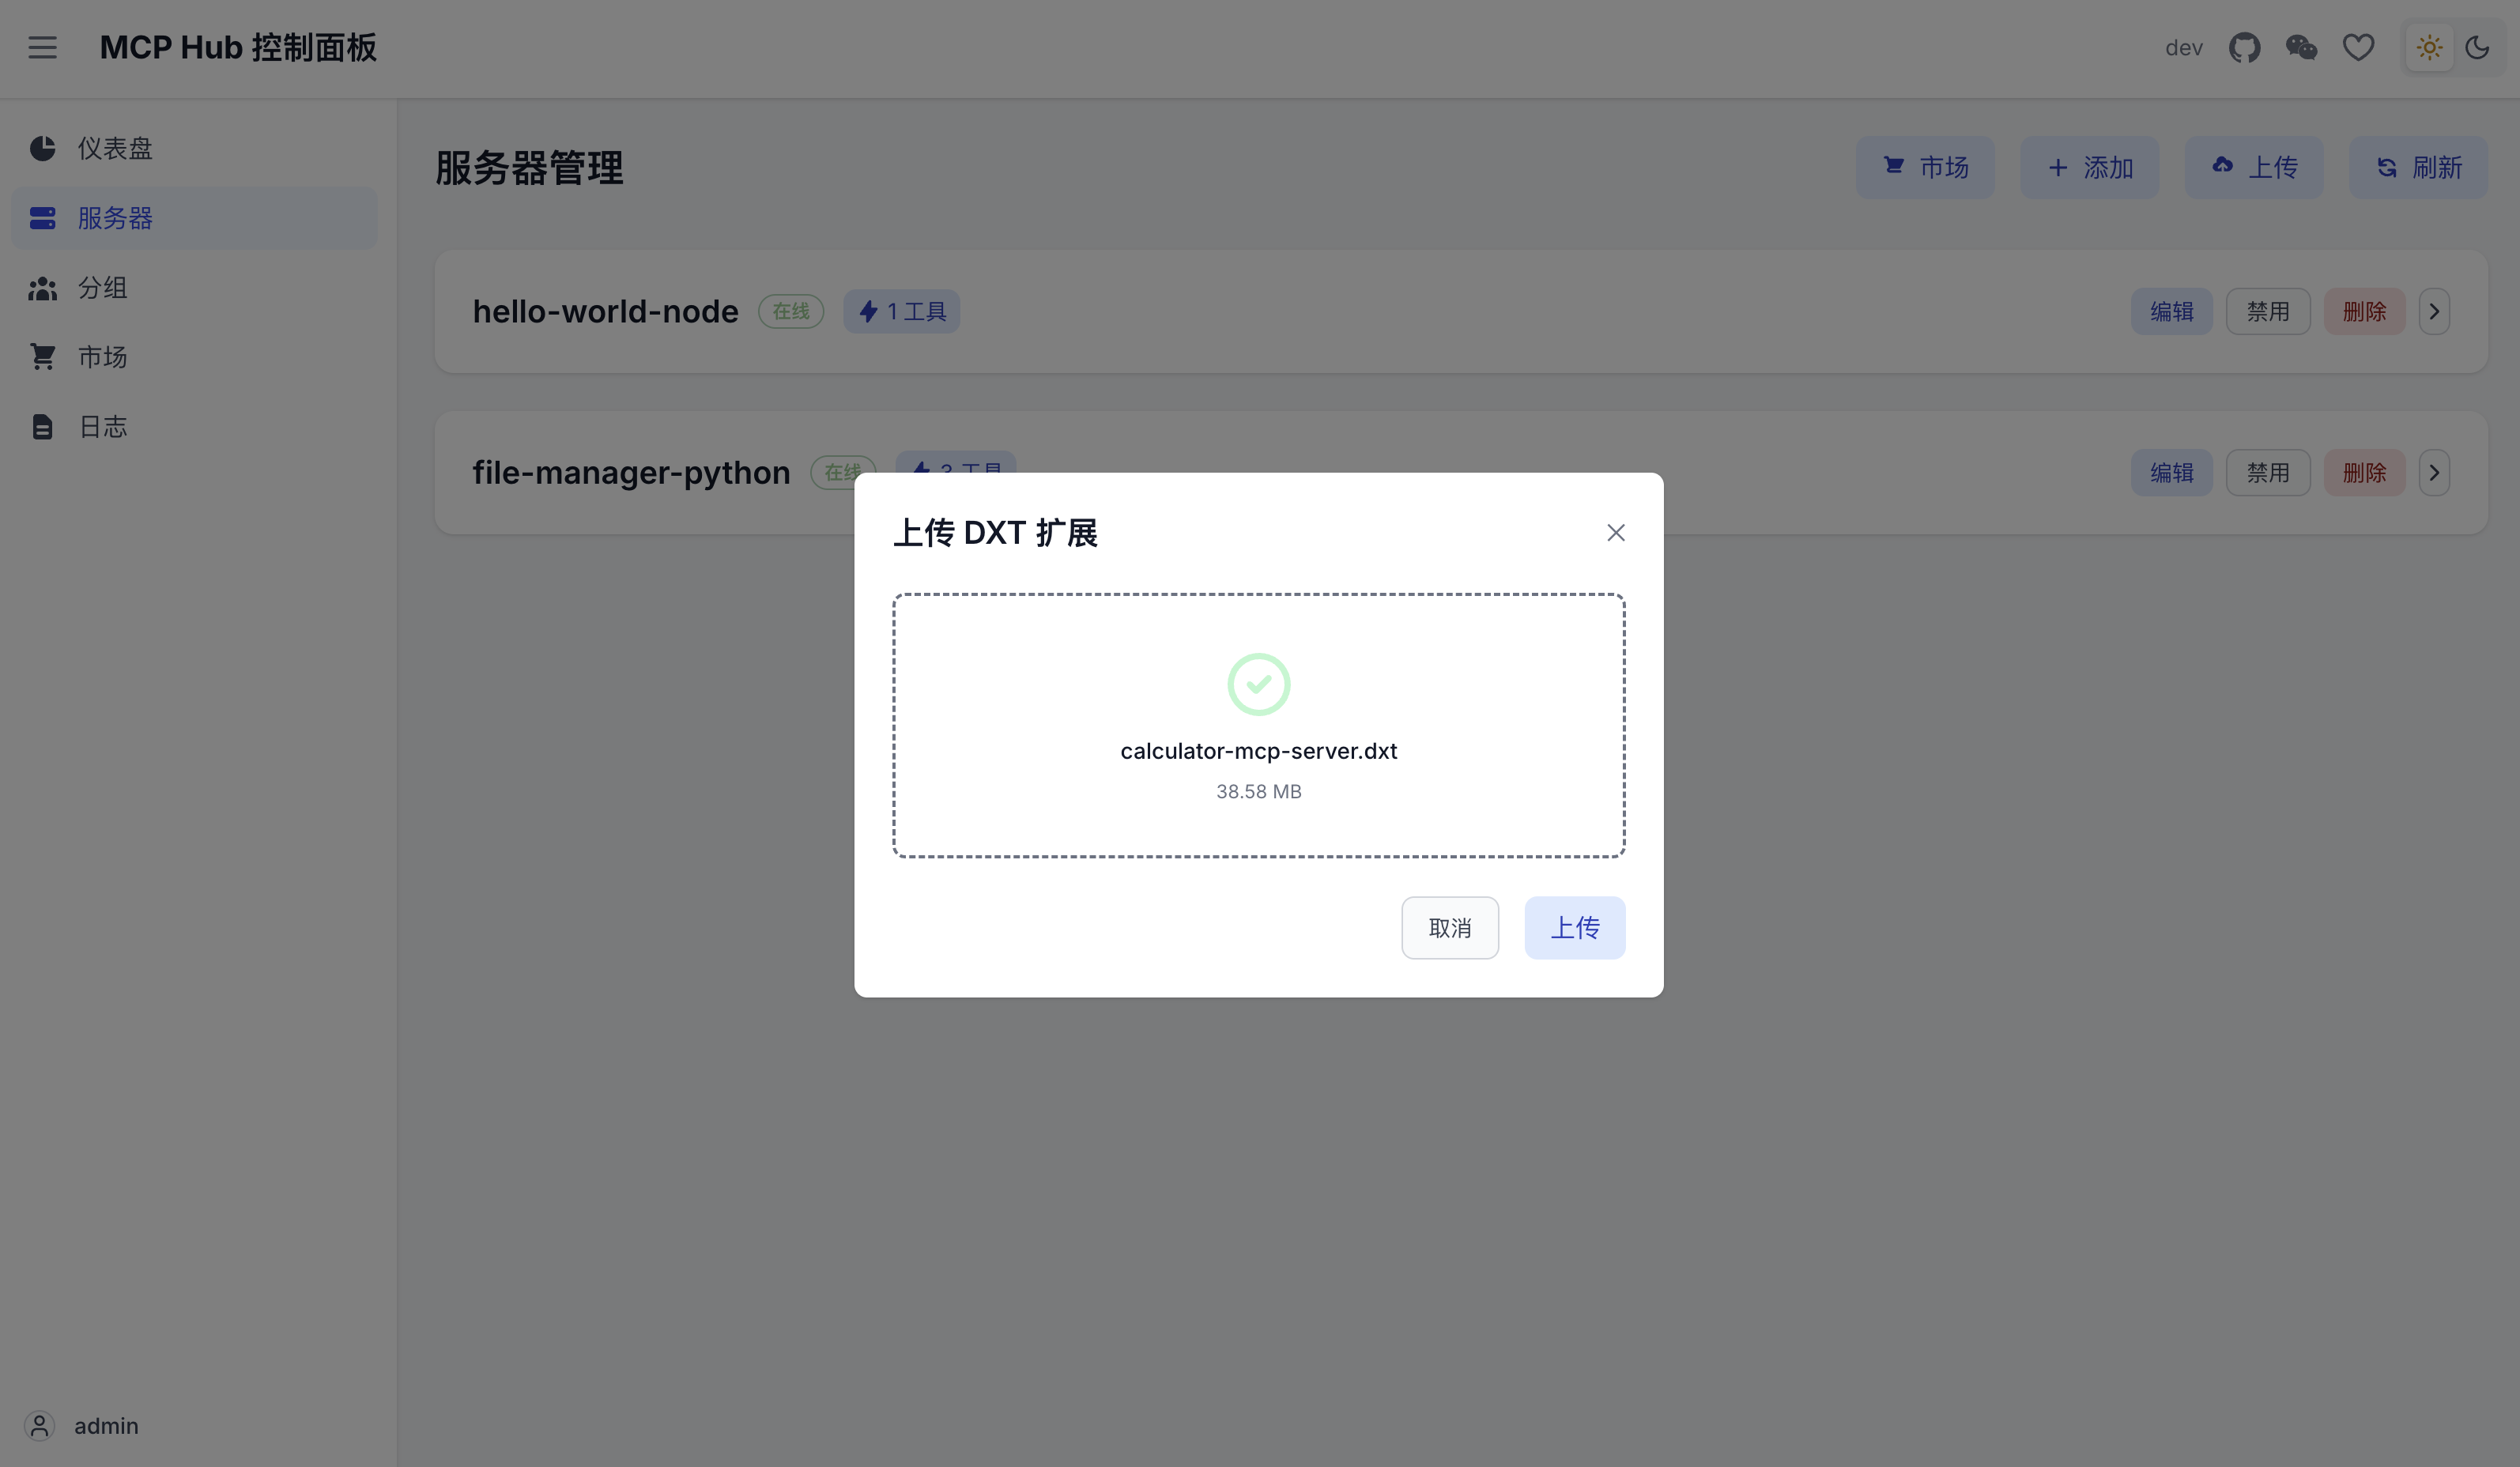 MCP Hub 控制面板
dev
仪表盘
服务器
分组
市场
日志
admin
服务器管理
市场
添加
上传
刷新
hello-world-node 在线 1 工具
编辑 禁用 删除
file-manager-python 在线 3 工具
编辑 禁用 删除
上传 DXT 扩展
calculator-mcp-server.dxt
38.58 MB
取消
上传